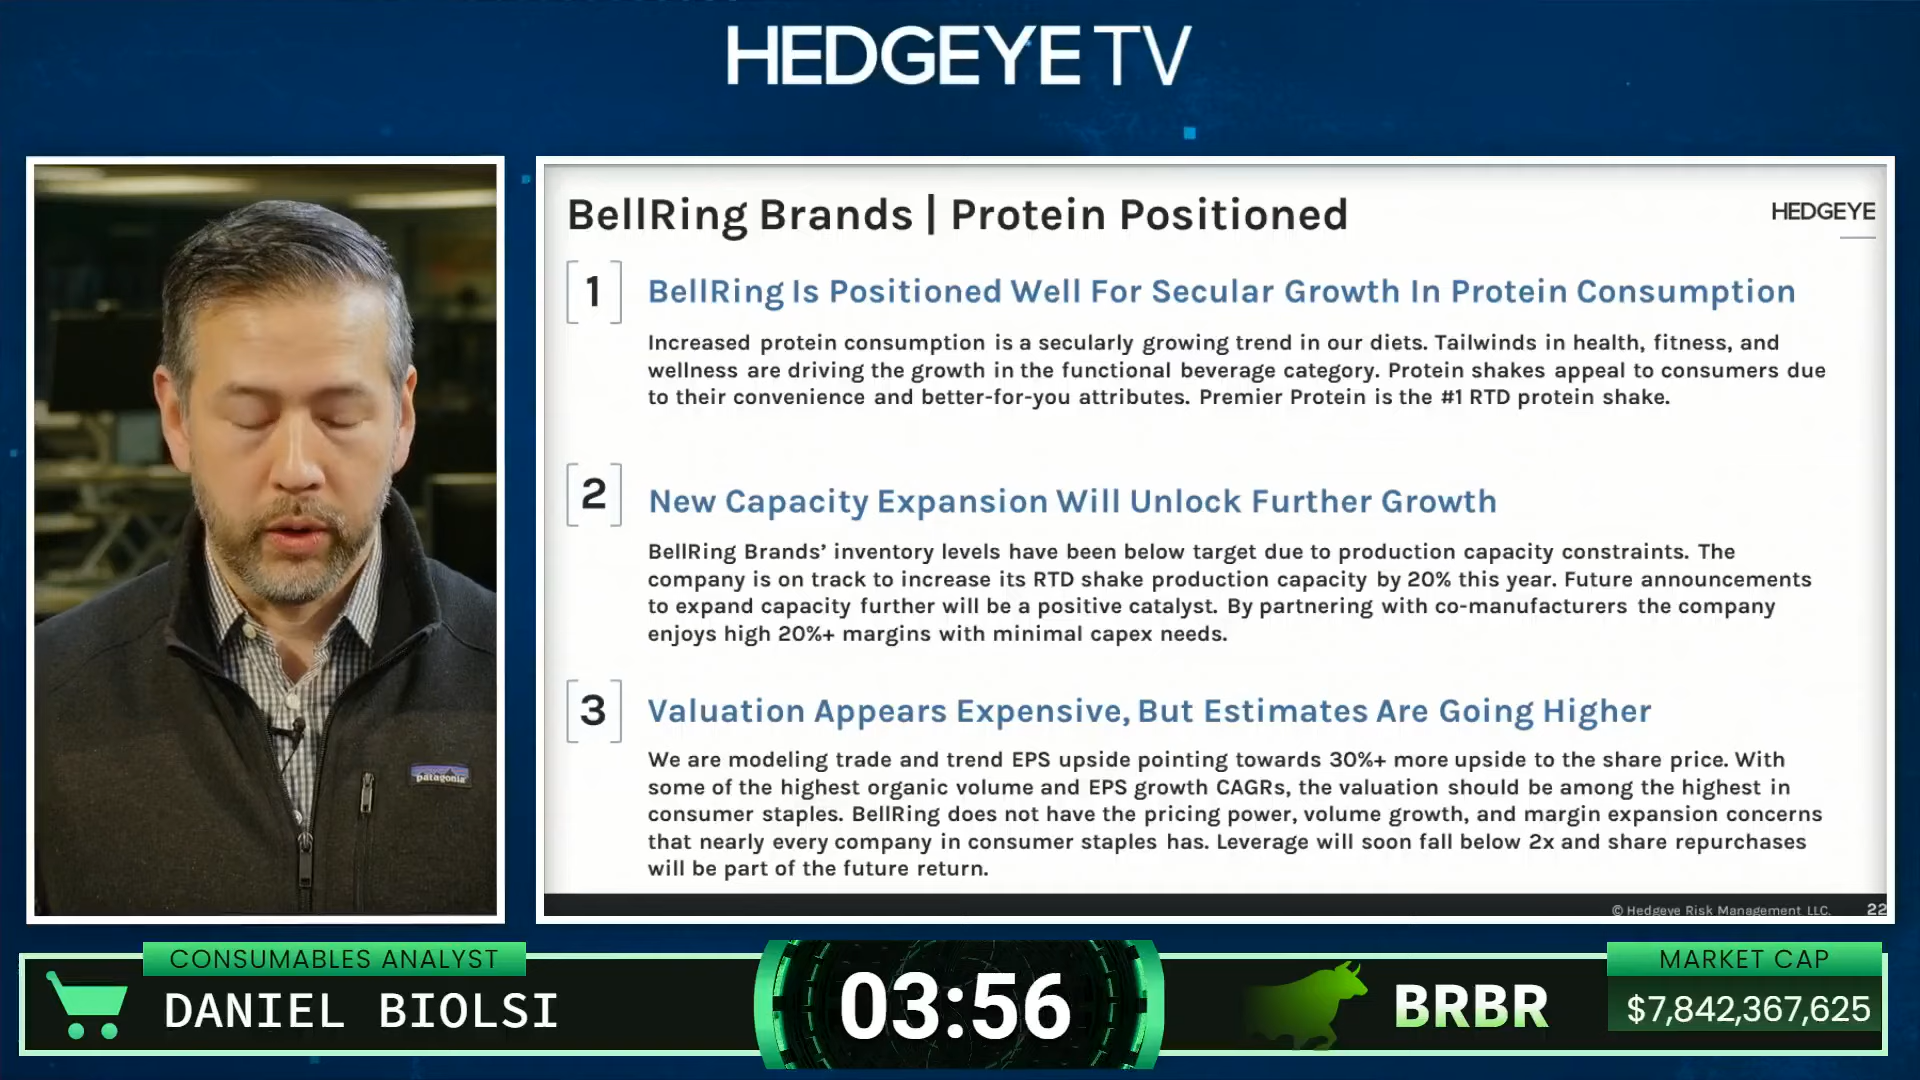 HEDGEYE TV
BellRing Brands | Protein Positioned
HEDGEYE
1
BellRing Is Positioned Well For Secular Growth In Protein Consumption
Increased protein consumption is a secularly growing trend in our diets. Tailwinds in health, fitness, and
wellness are driving the growth in the functional beverage category. Protein shakes appeal to consumers due
to their convenience and better-for-you attributes. Premier Protein is the #1 RTD protein shake.
2
New Capacity Expansion Will Unlock Further Growth
BellRing Brands’ inventory levels have been below target due to production capacity constraints. The
company is on track to increase its RTD shake production capacity by 20% this year. Future announcements
to expand capacity further will be a positive catalyst. By partnering with co-manufacturers the company
enjoys high 20%+ margins with minimal capex needs.
3
Valuation Appears Expensive, But Estimates Are Going Higher
We are modeling trade and trend EPS upside pointing towards 30%+ more upside to the share price. With
some of the highest organic volume and EPS growth CAGRs, the valuation should be among the highest in
consumer staples. BellRing does not have the pricing power, volume growth, and margin expansion concerns
that nearly every company in consumer staples has. Leverage will soon fall below 2x and share repurchases
will be part of the future return.
© Hedgeye Risk Management LLC.
22
patagonia
CONSUMABLES ANALYST
DANIEL BIOLSI
03:56
BRBR
MARKET CAP
$7,842,367,625